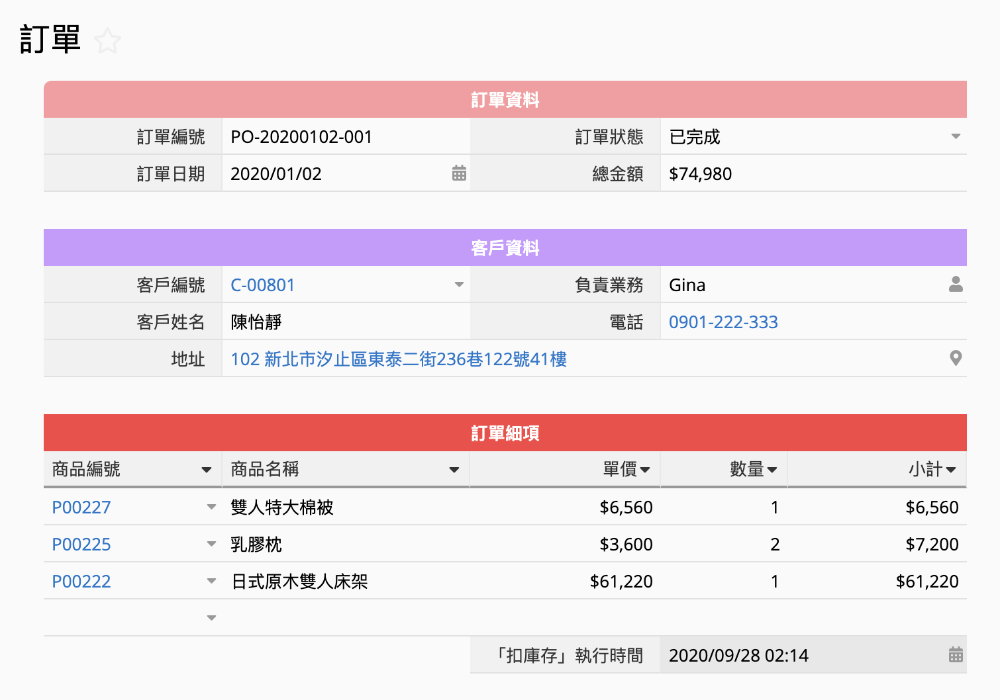 訂單
訂單資料
訂單編號 PO-20200102-001 訂單狀態 已完成
訂單日期 2020/01/02 總金額 $74,980
客戶資料
客戶編號 C-00801 負責業務 Gina
客戶姓名 陳怡靜 電話 0901-222-333
地址 102 新北市汐止區東泰二街236巷122號41樓
訂單細項
商品編號 商品名稱 單價 數量 小計
P00227 雙人特大棉被 $6,560 1 $6,560
P00225 乳膠枕 $3,600 2 $7,200
P00222 日式原木雙人床架 $61,220 1 $61,220
「扣庫存」執行時間 2020/09/28 02:14